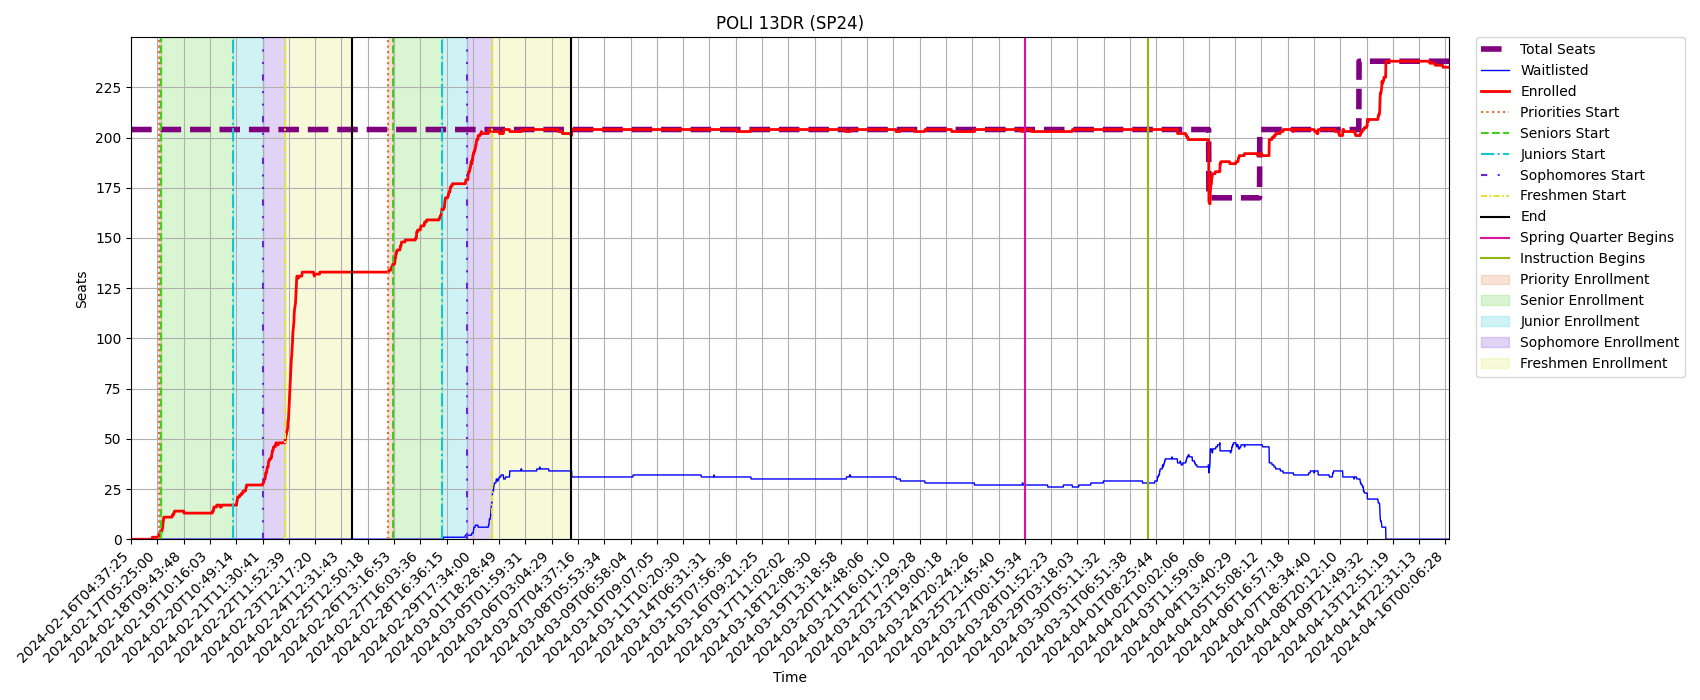 POLI 13DR (SP24)
Seats
225
200
175
150
125
100
75
50
25
0
2024-02-16T04:37:25
2024-02-17T05:25:00
2024-02-18T09:43:48
2024-02-19T10:16:03
2024-02-20T10:49:14
2024-02-21T11:30:41
2024-02-22T11:52:39
2024-02-23T12:17:20
2024-02-24T12:31:43
2024-02-25T12:50:18
2024-02-26T13:16:53
2024-02-27T16:03:36
2024-02-28T16:36:15
2024-02-29T17:34:00
2024-03-01T18:28:49
2024-03-05T01:59:31
2024-03-06T03:04:29
2024-03-07T04:37:16
2024-03-08T05:53:34
2024-03-09T06:58:04
2024-03-10T09:07:05
2024-03-11T10:20:30
2024-03-14T06:31:31
2024-03-15T07:56:36
2024-03-16T09:21:25
2024-03-17T11:02:02
2024-03-18T12:08:30
2024-03-19T13:18:58
2024-03-20T14:48:06
2024-03-21T16:01:10
2024-03-22T17:29:28
2024-03-23T19:00:18
2024-03-24T20:24:26
2024-03-25T21:45:40
2024-03-27T00:15:34
2024-03-28T01:52:23
2024-03-29T03:18:03
2024-03-30T05:11:32
2024-03-31T06:51:38
2024-04-01T08:25:44
2024-04-02T10:02:06
2024-04-03T11:59:06
2024-04-04T13:40:29
2024-04-05T15:08:12
2024-04-06T16:57:18
2024-04-07T18:34:40
2024-04-08T20:12:10
2024-04-09T21:49:32
2024-04-13T12:51:19
2024-04-14T22:31:13
2024-04-16T00:06:28
Time
Total Seats
Waitlisted
Enrolled
Priorities Start
Seniors Start
Juniors Start
Sophomores Start
Freshmen Start
End
Spring Quarter Begins
Instruction Begins
Priority Enrollment
Senior Enrollment
Junior Enrollment
Sophomore Enrollment
Freshmen Enrollment